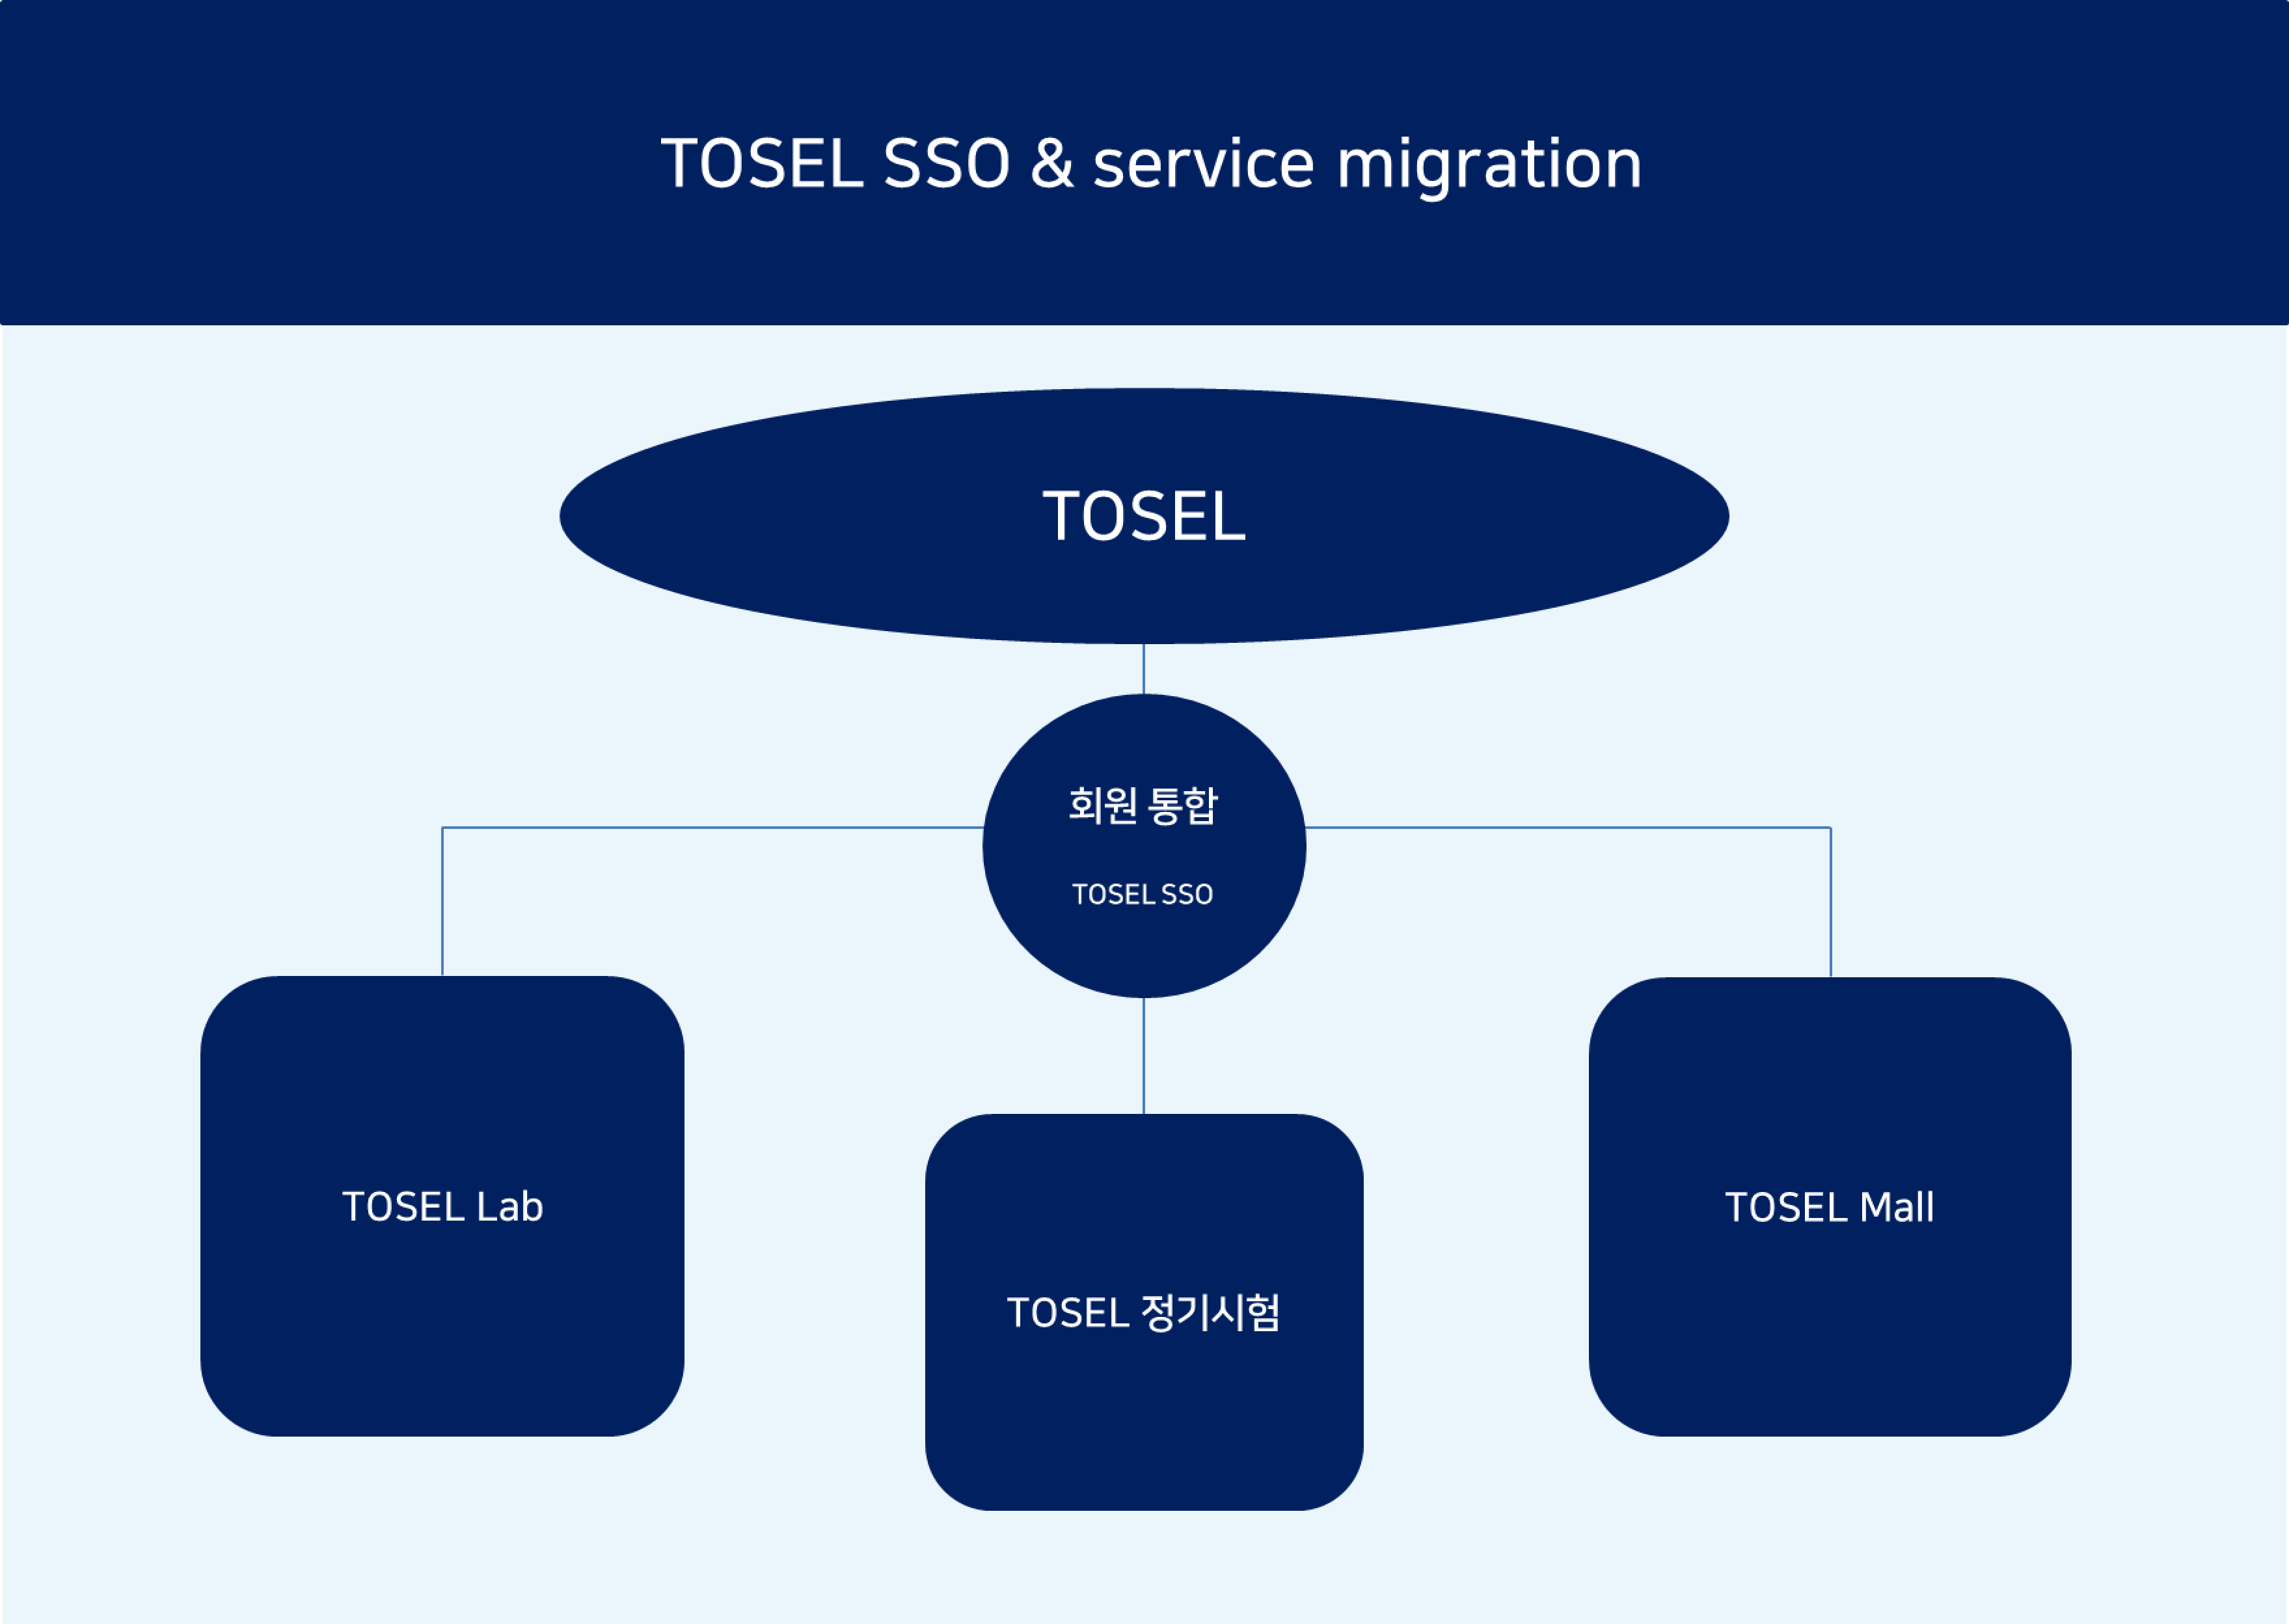 TOSEL SSO & service migration
TOSEL
회원 통합
TOSEL SSO
TOSEL Lab
TOSEL 정기시험
TOSEL Mall